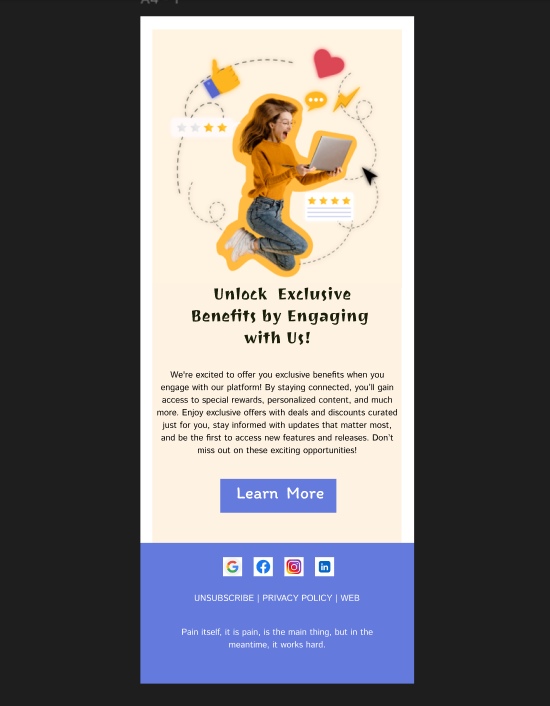 Unlock Exclusive
Benefits by Engaging
with Us!
We're excited to offer you exclusive benefits when you
engage with our platform! By staying connected, you'll gain
access to special rewards, personalized content, and much
more. Enjoy exclusive offers with deals and discounts curated
just for you, stay informed with updates that matter most,
and be the first to access new features and releases. Don't
miss out on these exciting opportunities!
Learn More
UNSUBSCRIBE | PRIVACY POLICY | WEB
Pain itself, it is pain, is the main thing, but in the
meantime, it works hard.